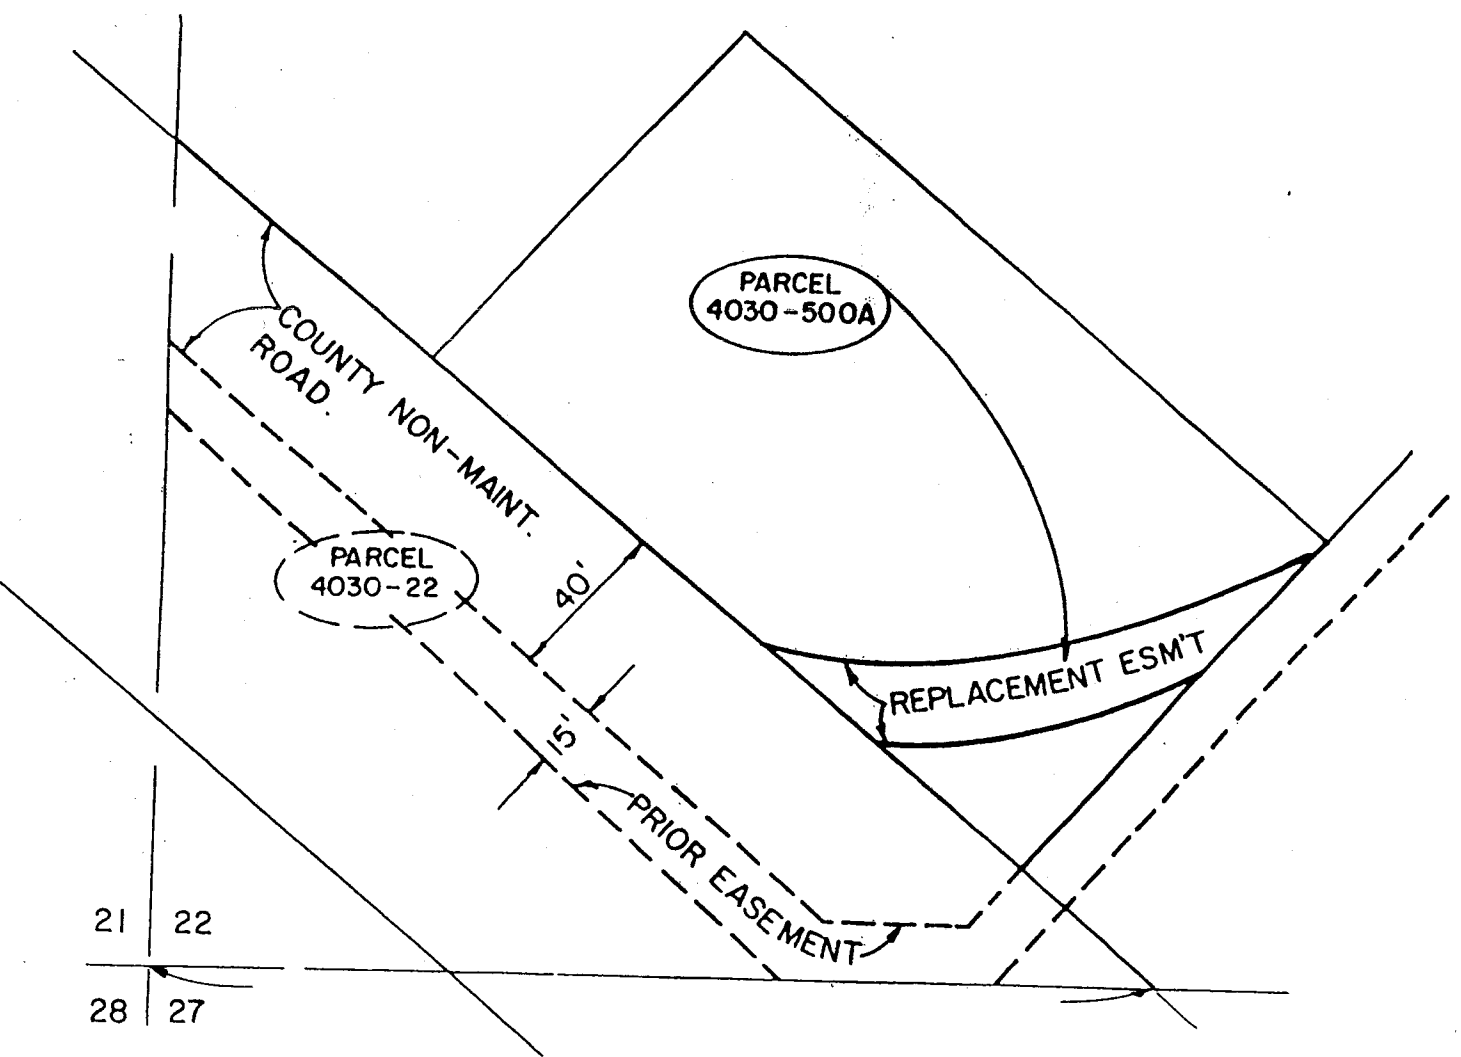 PARCEL
4030-500A
COUNTY NON-MAINT.
ROAD.
PARCEL
4030-22
40'
REPLACEMENT ESM'T
15'
PRIOR EASEMENT
21 22
28 27